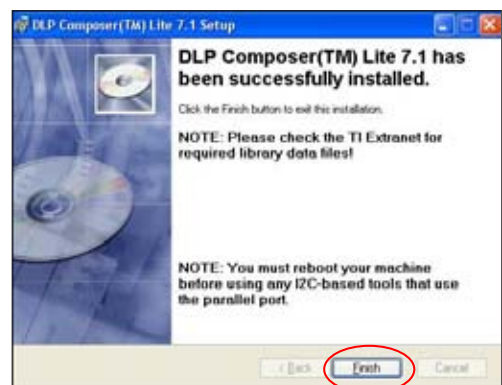 DLP Composer(TM) Lite 7.1 Setup
DLP Composer(TM) Lite 7.1 has
been successfully installed.
Click the Finish button to exit this installation.
NOTE: Please check the TI Extranet for
required library data files!
NOTE: You must reboot your machine
before using any I2C-based tools that use
the parallel port.
< Back
Finish
Cancel